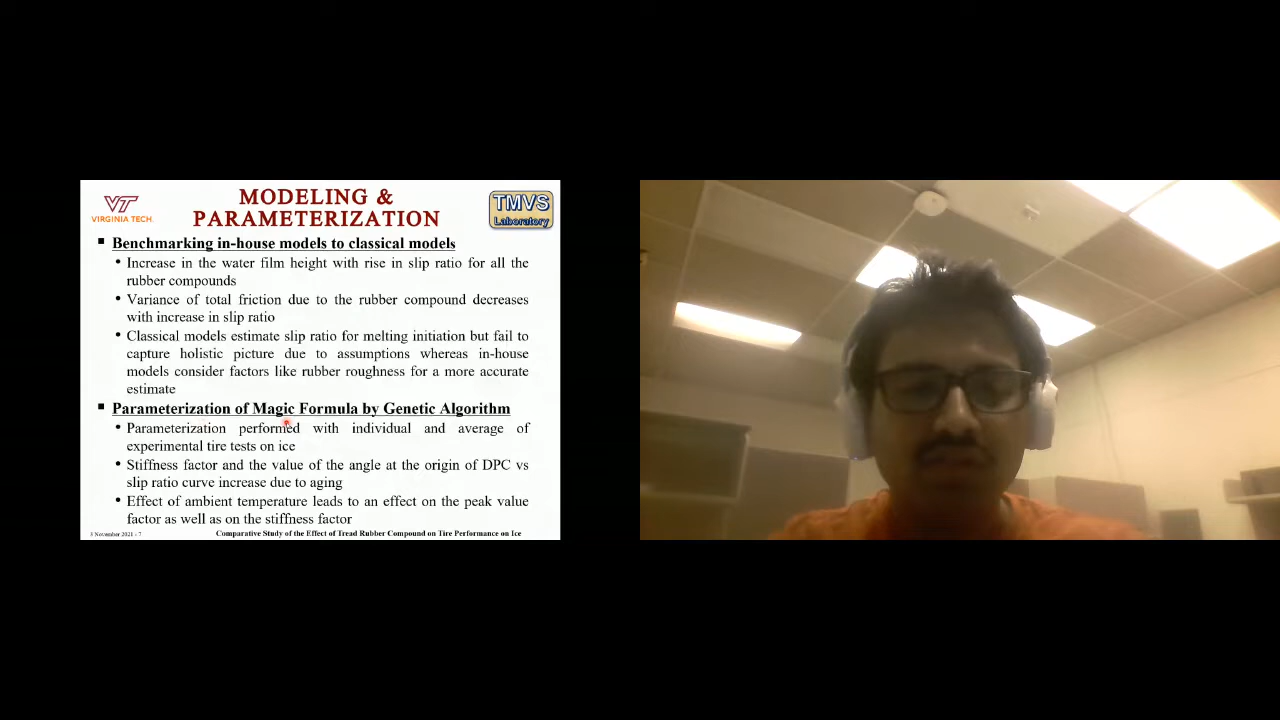 VIRGINIA TECH
MODELING &
PARAMETERIZATION
TMVS
Laboratory
▪ Benchmarking in-house models to classical models
• Increase in the water film height with rise in slip ratio for all the
rubber compounds
• Variance of total friction due to the rubber compound decreases
with increase in slip ratio
• Classical models estimate slip ratio for melting initiation but fail to
capture holistic picture due to assumptions whereas in-house
models consider factors like rubber roughness for a more accurate
estimate
▪ Parameterization of Magic Formula by Genetic Algorithm
• Parameterization performed with individual and average of
experimental tire tests on ice
• Stiffness factor and the value of the angle at the origin of DPC vs
slip ratio curve increase due to aging
• Effect of ambient temperature leads to an effect on the peak value
factor as well as on the stiffness factor
November 2021 - 7
Comparative Study of the Effect of Tread Rubber Compound on Tire Performance on Ice